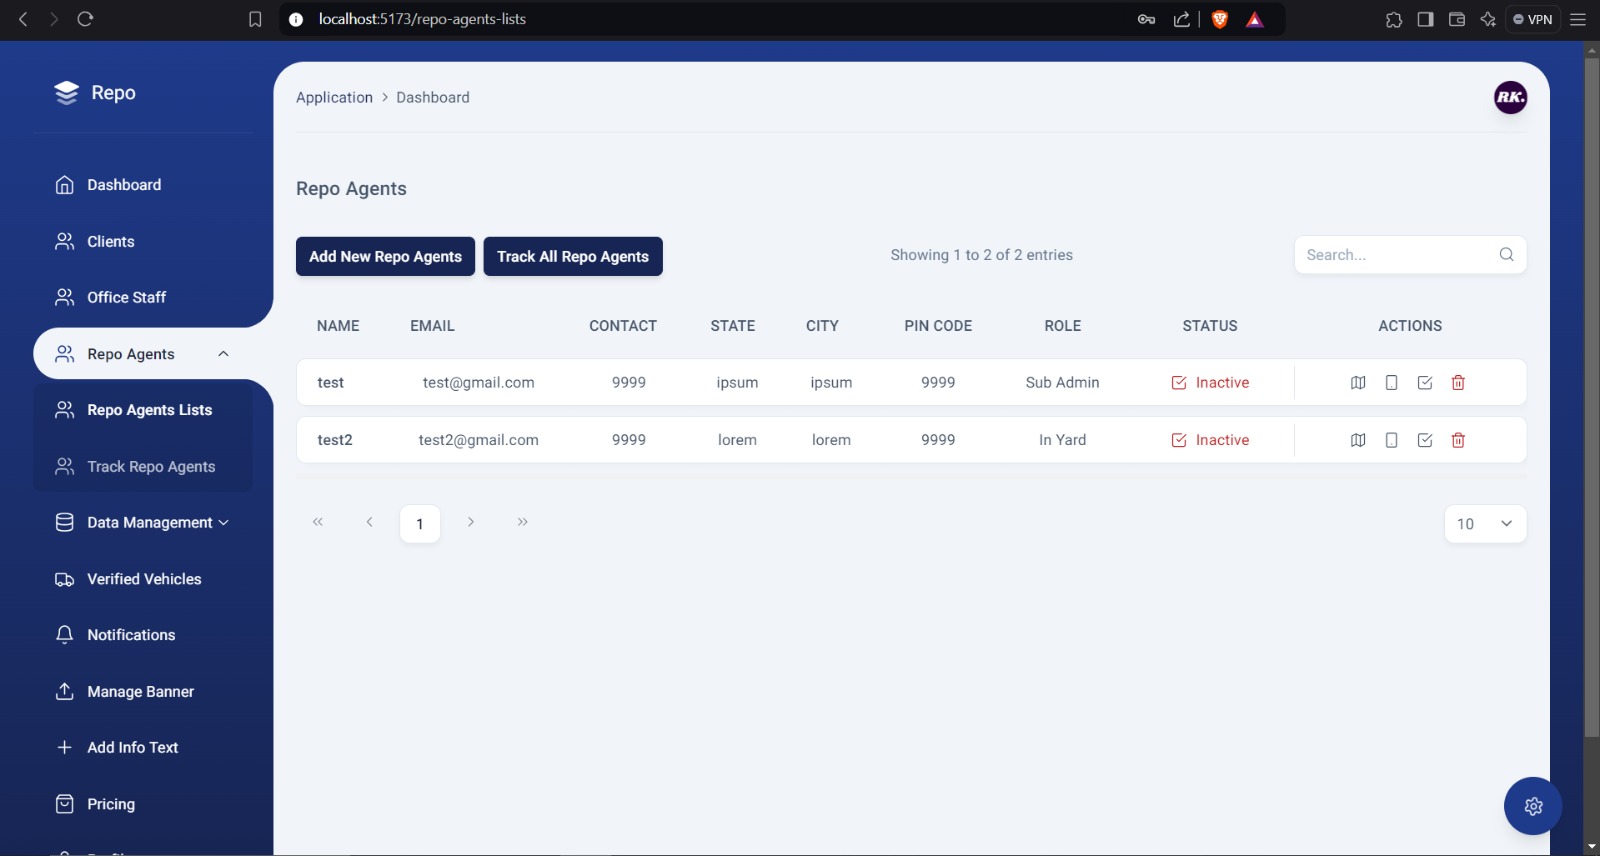 localhost:5173/repo-agents-lists
VPN
Repo
Application > Dashboard
RK.
Dashboard
Clients
Office Staff
Repo Agents
Repo Agents Lists
Track Repo Agents
Data Management
Verified Vehicles
Notifications
Manage Banner
Add Info Text
Pricing
Repo Agents
Add New Repo Agents Track All Repo Agents Showing 1 to 2 of 2 entries Search...
NAME EMAIL CONTACT STATE CITY PIN CODE ROLE STATUS ACTIONS
test test@gmail.com 9999 ipsum ipsum 9999 Sub Admin Inactive
test2 test2@gmail.com 9999 lorem lorem 9999 In Yard Inactive
« ‹ 1 › » 10